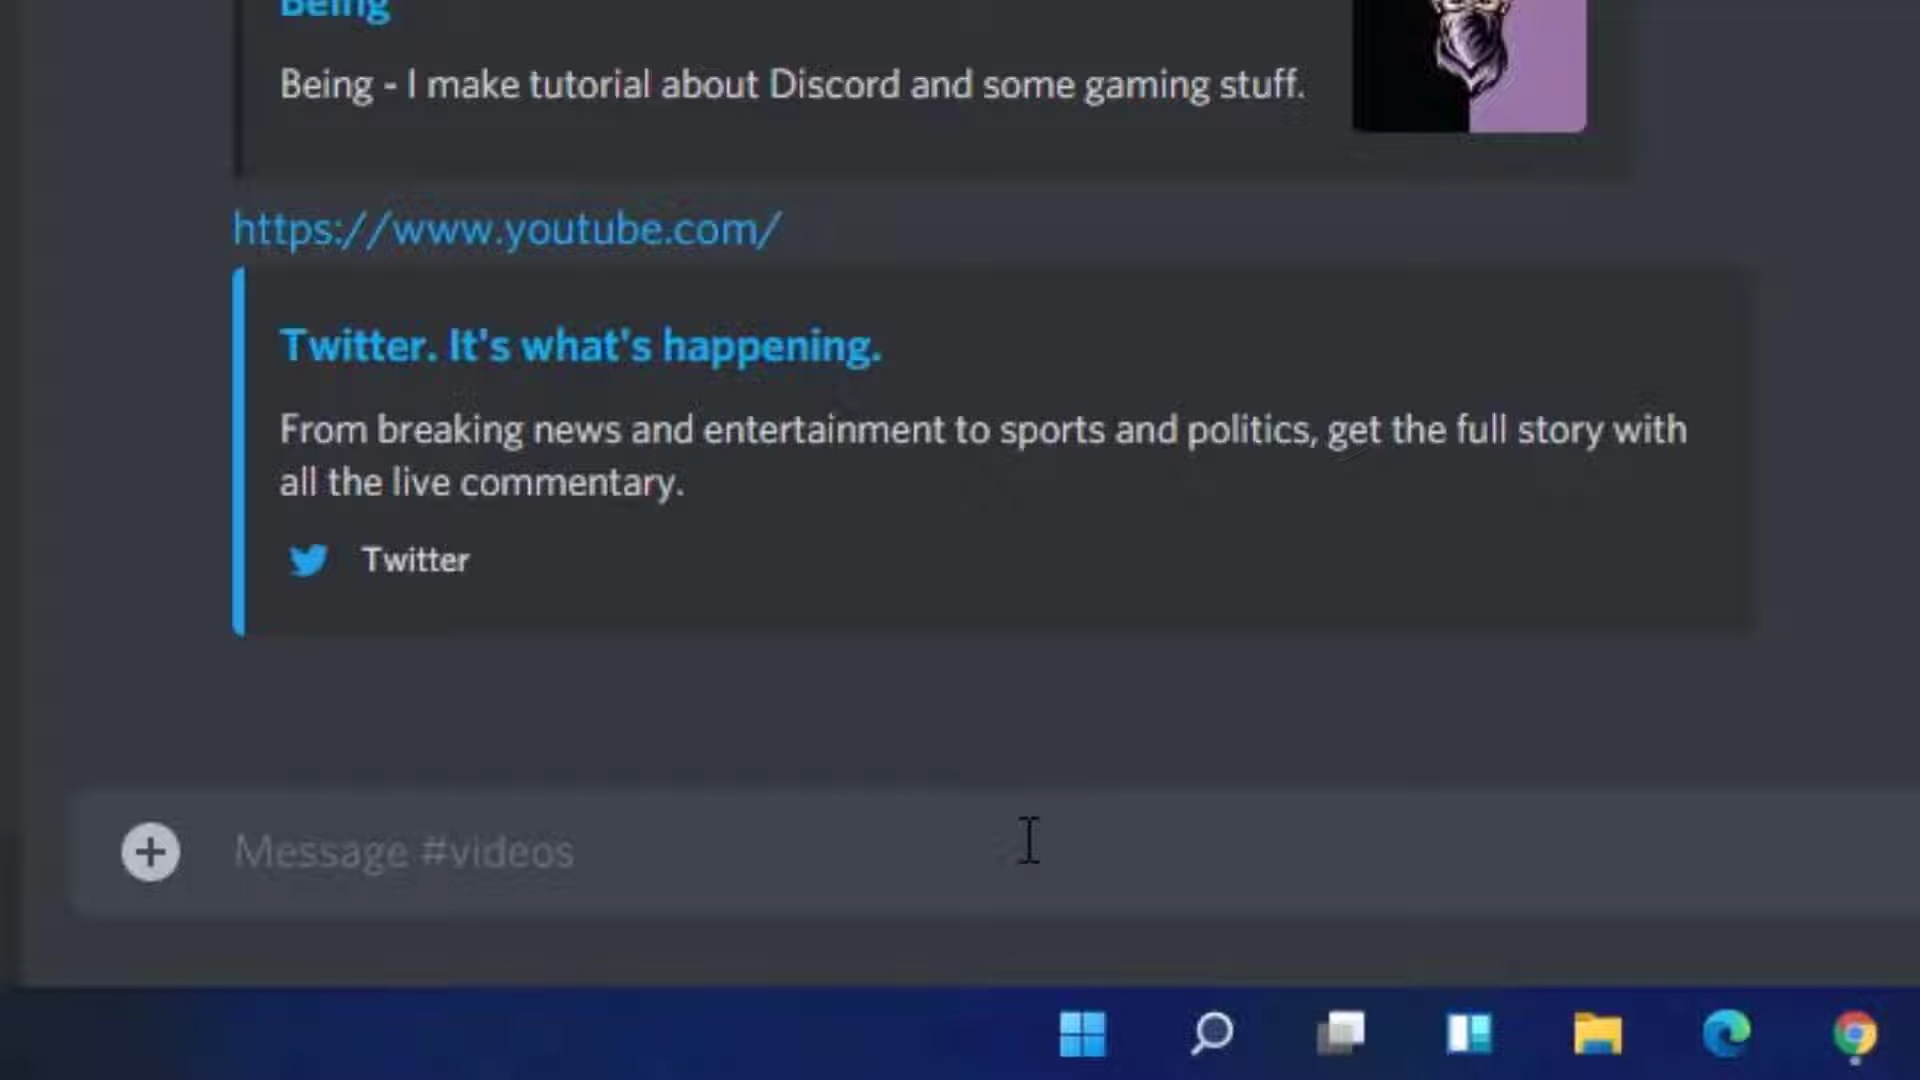 Being
Being - I make tutorial about Discord and some gaming stuff.
https://www.youtube.com/
Twitter. It's what's happening.
From breaking news and entertainment to sports and politics, get the full story with
all the live commentary.
Twitter
Message #videos